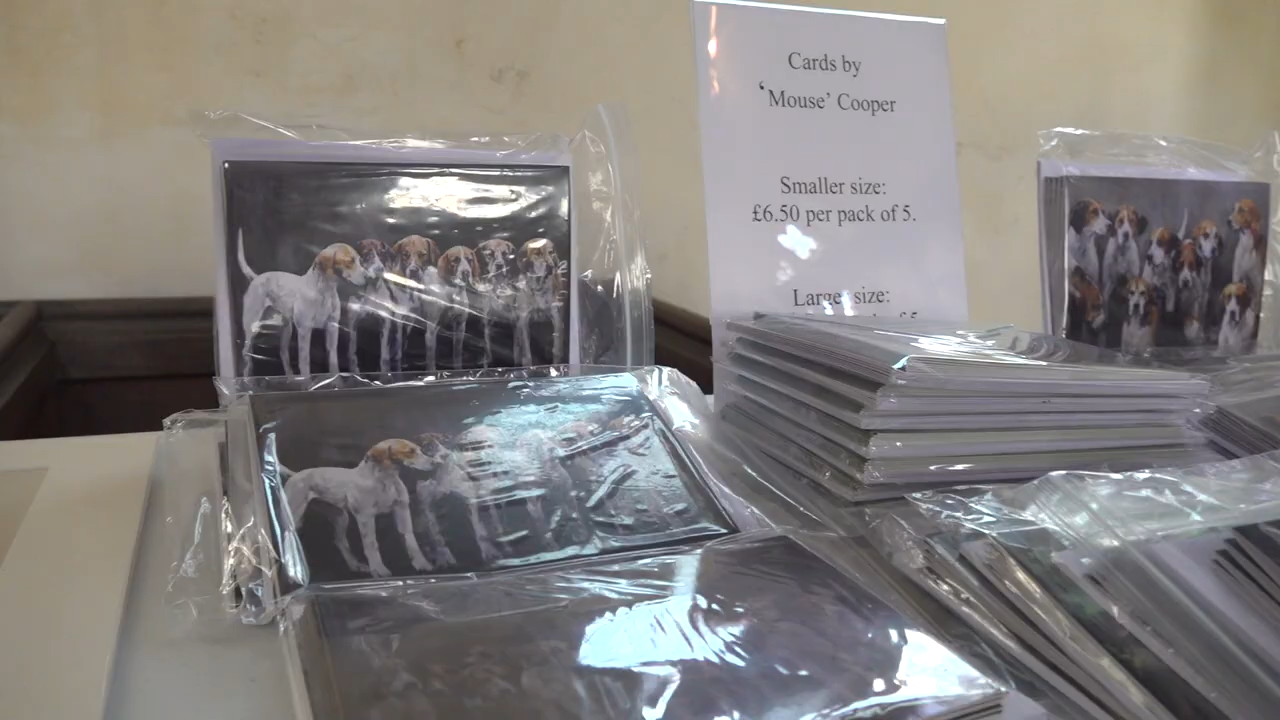 Cards by
‘Mouse’ Cooper
Smaller size:
£6.50 per pack of 5.
Larger size: